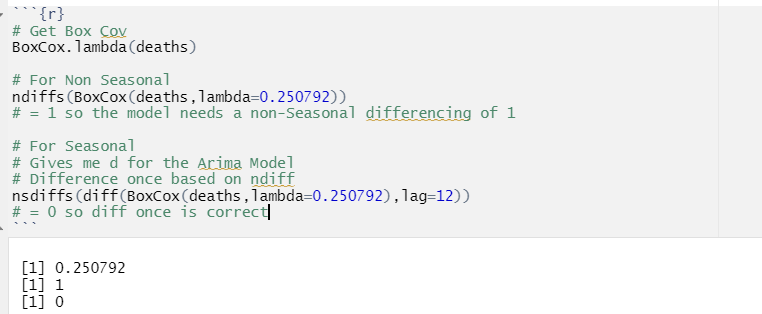 ```{r}
# Get Box Cov
BoxCox.lambda(deaths)
# For Non Seasonal
ndiffs(BoxCox(deaths,lambda=0.250792))
# = 1 so the model needs a non-Seasonal differencing of 1
# For Seasonal
# Gives me d for the Arima Model
# Difference once based on ndiff
nsdiffs(diff(BoxCox(deaths,lambda=0.250792),lag=12))
# = 0 so diff once is correct
```
[1] 0.250792
[1] 1
[1] 0